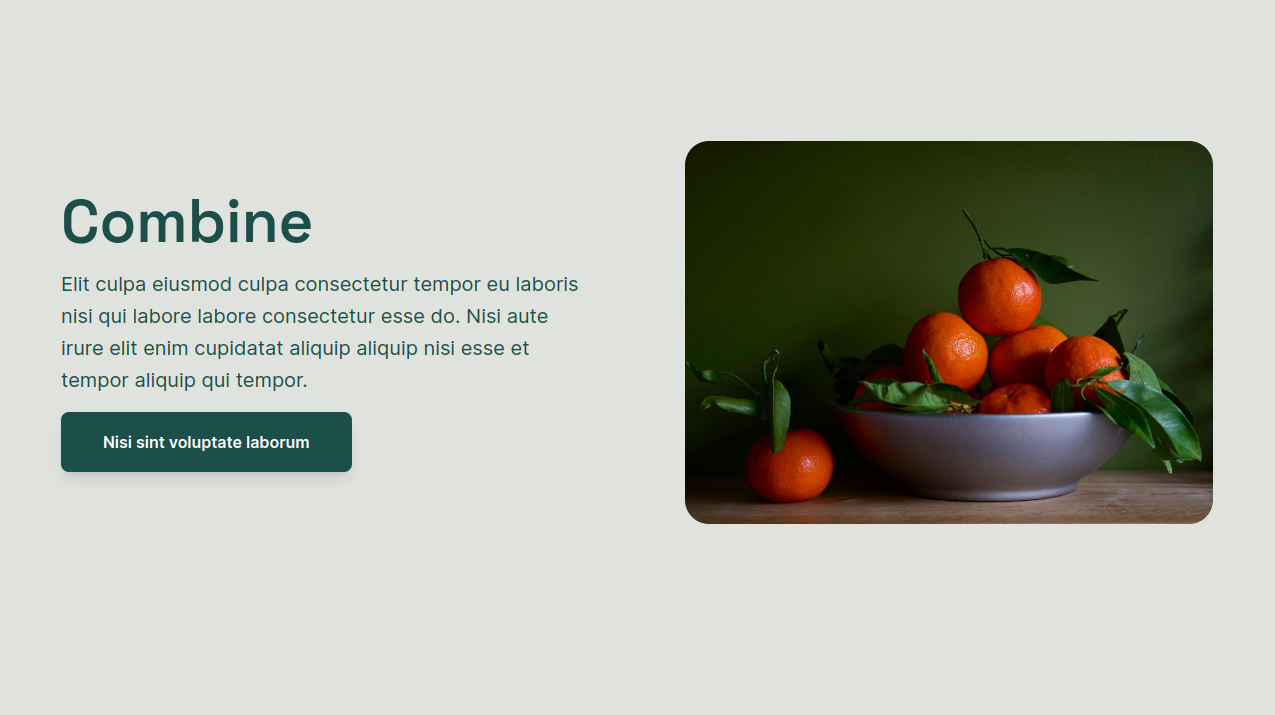 Combine
Elit culpa eiusmod culpa consectetur tempor eu laboris
nisi qui labore labore consectetur esse do. Nisi aute
irure elit enim cupidatat aliquip aliquip nisi esse et
tempor aliquip qui tempor.
Nisi sint voluptate laborum